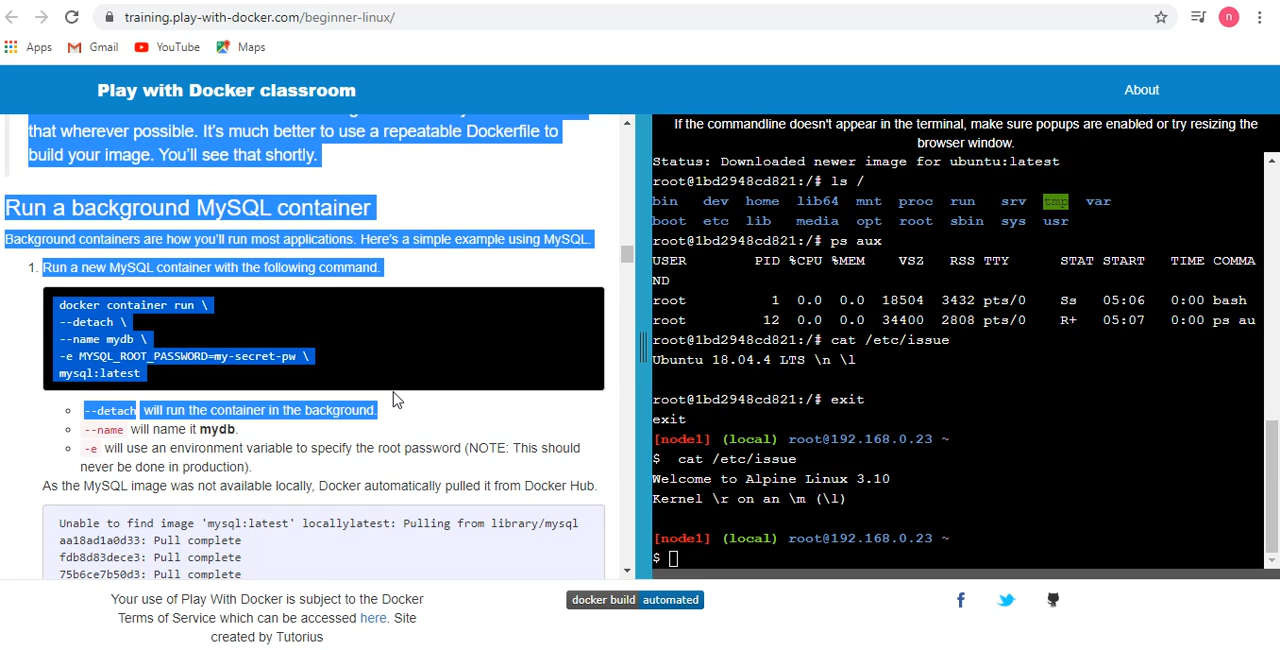 training.play-with-docker.com/beginner-linux/
n
Apps Gmail YouTube Maps
Play with Docker classroom
About
that wherever possible. It's much better to use a repeatable Dockerfile to
build your image. You'll see that shortly.
Run a background MySQL container
Background containers are how you'll run most applications. Here's a simple example using MySQL.
1. Run a new MySQL container with the following command.
docker container run \
--detach \
--name mydb \
-e MYSQL_ROOT_PASSWORD=my-secret-pw \
mysql:latest
--detach will run the container in the background.
--name will name it mydb.
-e will use an environment variable to specify the root password (NOTE: This should
never be done in production).
As the MySQL image was not available locally, Docker automatically pulled it from Docker Hub.
Unable to find image 'mysql:latest' locallylatest: Pulling from library/mysql
aa18ad1a0d33: Pull complete
fdb8d83dece3: Pull complete
75b6ce7b50d3: Pull complete
If the commandline doesn't appear in the terminal, make sure popups are enabled or try resizing the
browser window.
Status: Downloaded newer image for ubuntu:latest
root@1bd2948cd821:/# ls /
bin dev home lib64 mnt proc run srv tmp var
boot etc lib media opt root sbin sys usr
root@1bd2948cd821:/# ps aux
USER PID %CPU %MEM VSZ RSS TTY STAT START TIME COMMA
ND
root 1 0.0 0.0 18504 3432 pts/0 Ss 05:06 0:00 bash
root 12 0.0 0.0 34400 2808 pts/0 R+ 05:07 0:00 ps au
root@1bd2948cd821:/# cat /etc/issue
Ubuntu 18.04.4 LTS \n \l
root@1bd2948cd821:/# exit
exit
[node1] (local) root@192.168.0.23 ~
$ cat /etc/issue
Welcome to Alpine Linux 3.10
Kernel \r on an \m (\l)
[node1] (local) root@192.168.0.23 ~
$
Your use of Play With Docker is subject to the Docker
Terms of Service which can be accessed here. Site
created by Tutorius
docker build automated